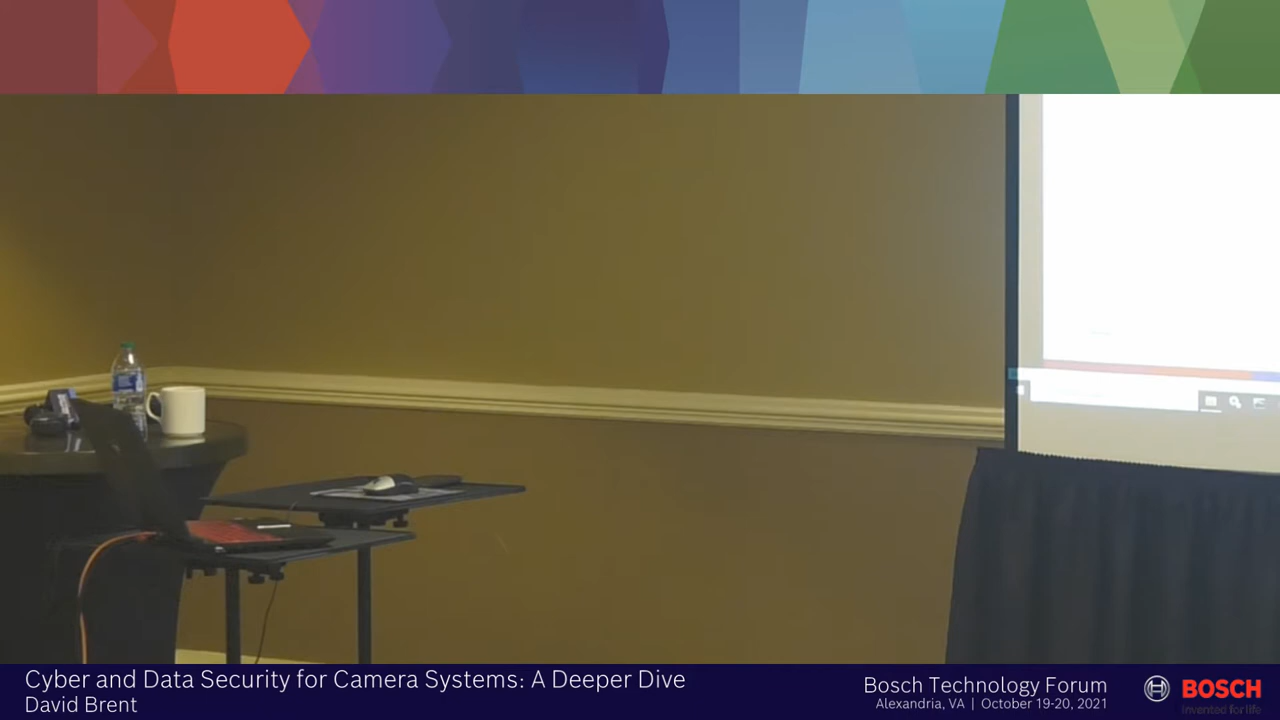 Cyber and Data Security for Camera Systems: A Deeper Dive
David Brent
Bosch Technology Forum
Alexandria, VA | October 19-20, 2021
BOSCH
Invented for life